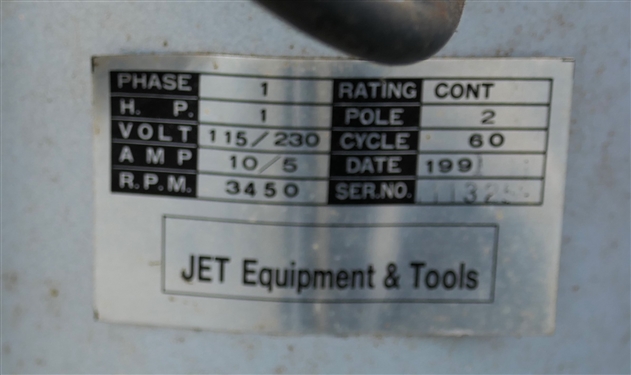 PHASE 1 RATING CONT
H. P. 1 POLE 2
VOLT 115/230 CYCLE 60
AMP 10/5 DATE 199
R.P.M. 3450 SER.NO.
JET Equipment & Tools